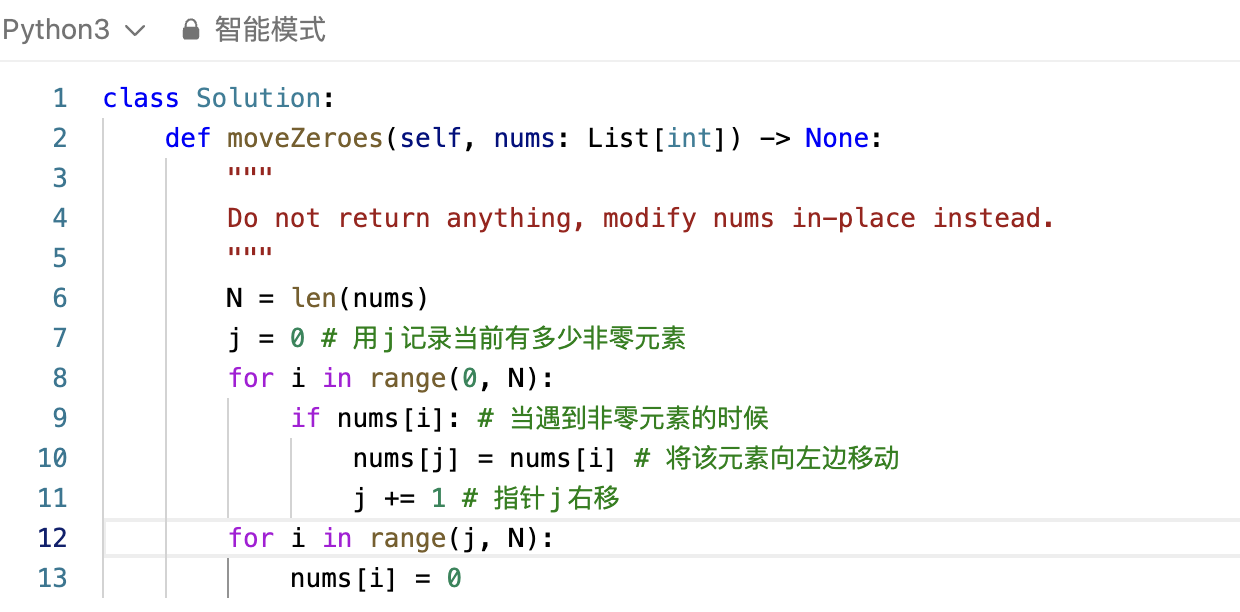 Python3 智能模式
1 class Solution:
2     def moveZeroes(self, nums: List[int]) -> None:
3         """
4         Do not return anything, modify nums in-place instead.
5         """
6         N = len(nums)
7         j = 0 # 用j记录当前有多少非零元素
8         for i in range(0, N):
9             if nums[i]: # 当遇到非零元素的时候
10                 nums[j] = nums[i] # 将该元素向左边移动
11                 j += 1 # 指针j右移
12         for i in range(j, N):
13             nums[i] = 0